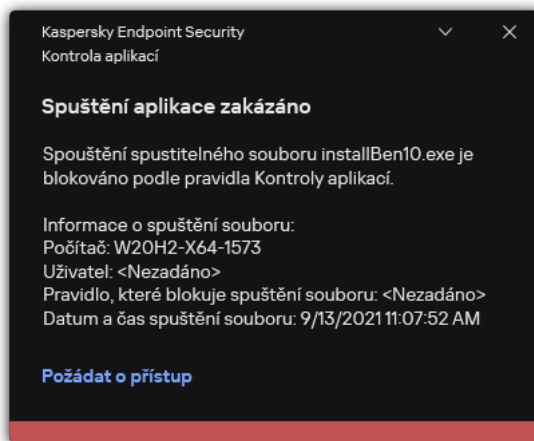 Kaspersky Endpoint Security
Kontrola aplikací
Spuštění aplikace zakázáno
Spouštění spustitelného souboru installBen10.exe je
blokováno podle pravidla Kontroly aplikací.
Informace o spuštění souboru:
Počítač: W20H2-X64-1573
Uživatel: <Nezadáno>
Pravidlo, které blokuje spuštění souboru: <Nezadáno>
Datum a čas spuštění souboru: 9/13/2021 11:07:52 AM
Požádat o přístup